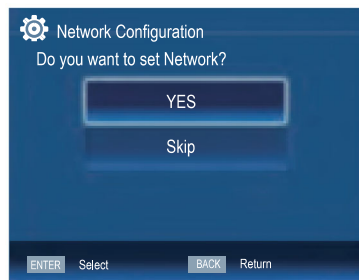 Network Configuration
Do you want to set Network?
YES
Skip
ENTER Select BACK Return